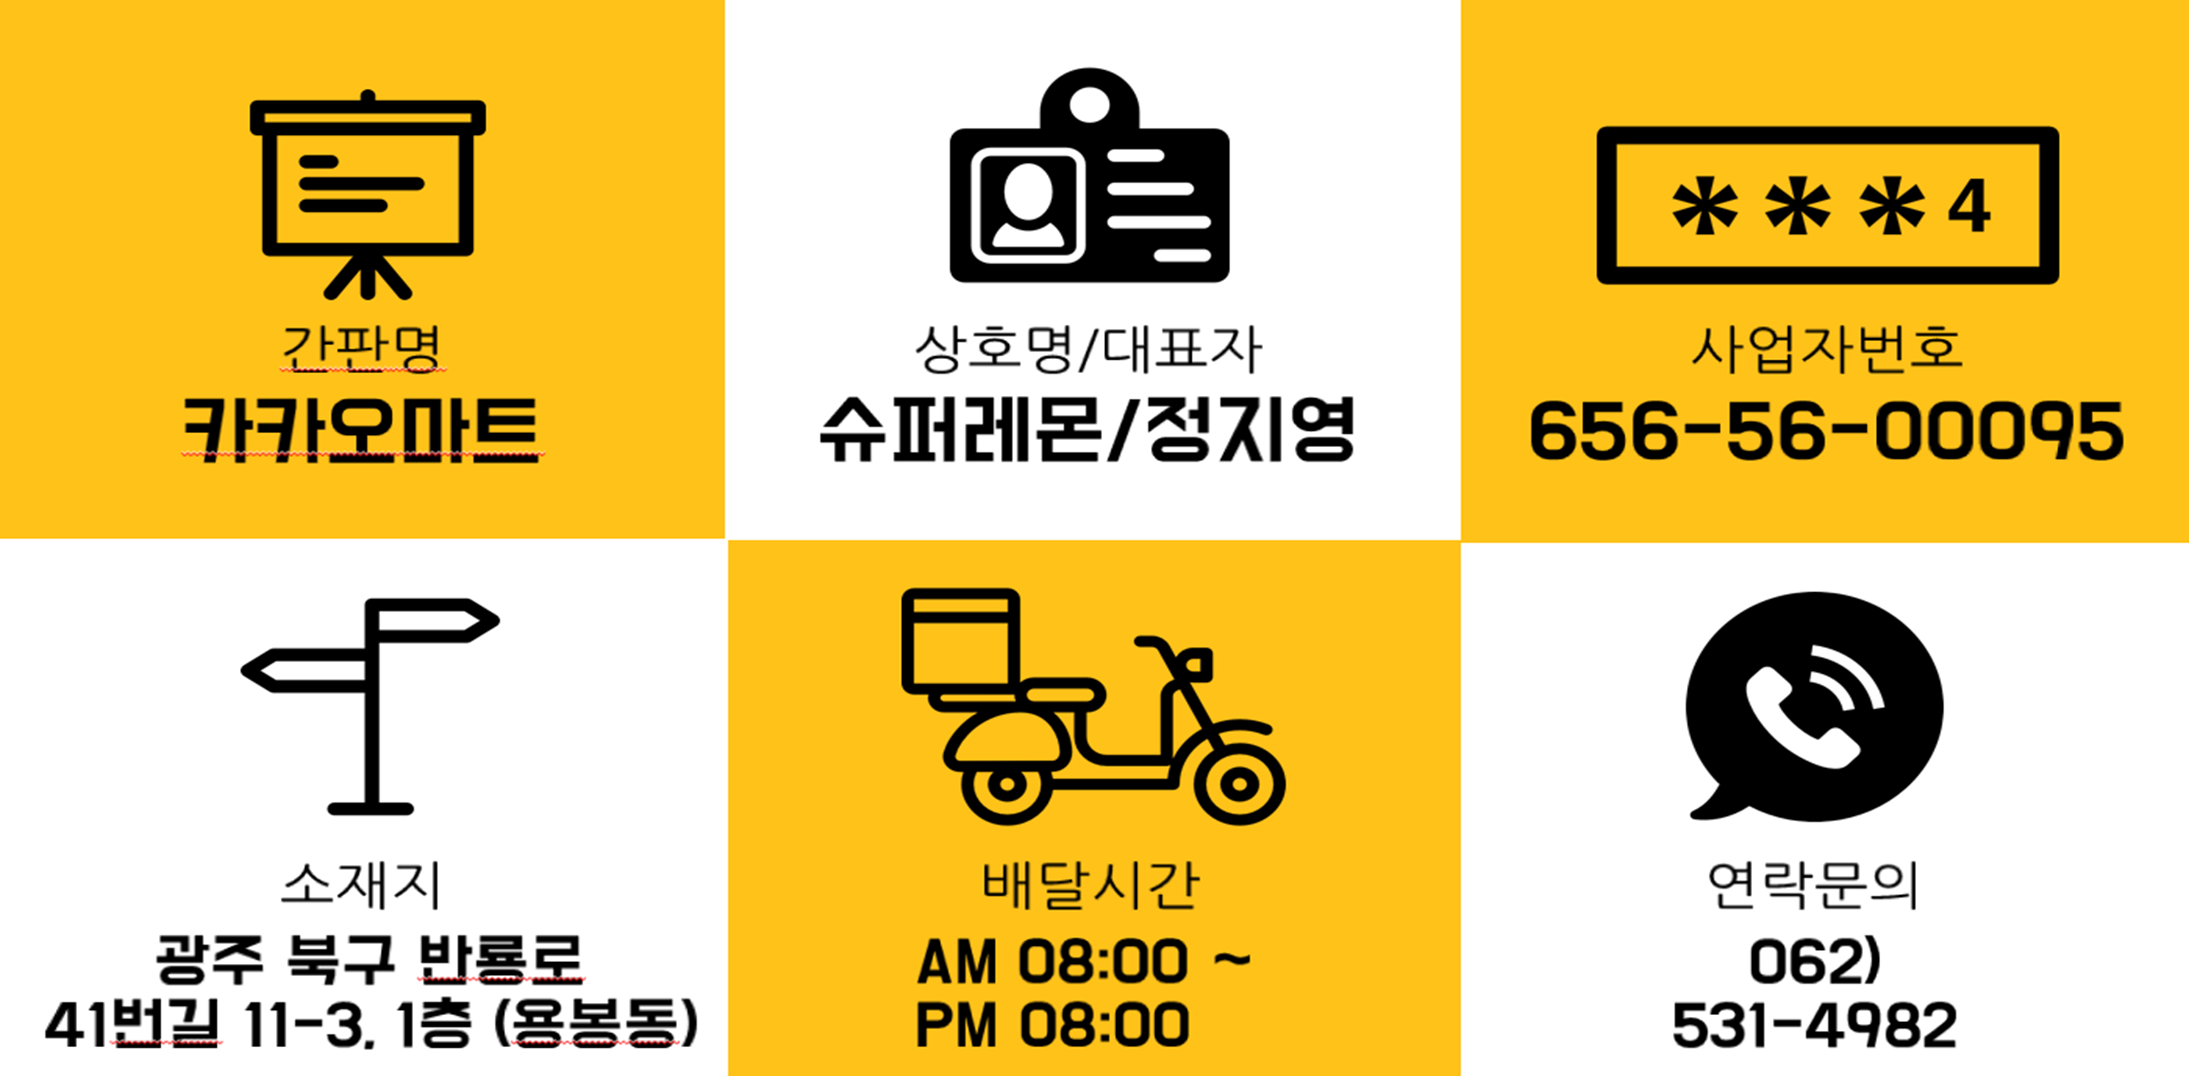 간판명
카카오마트
상호명/대표자
슈퍼레몬/정지영
***4
사업자번호
656-56-00095
소재지
광주 북구 반룡로
41번길 11-3, 1층 (용봉동)
배달시간
AM 08:00 ~
PM 08:00
연락문의
062)
531-4982